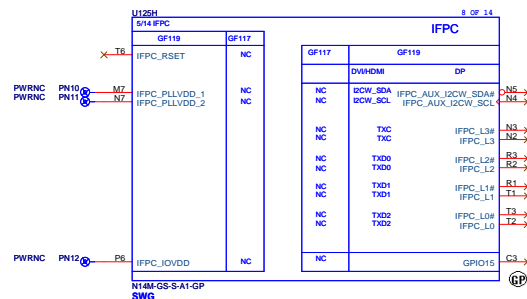 U125H 8 OF 14
5/14 IFPC IFPC
GF119 GF117
GF117 GF119
T6 IFPC_RSET NC
DVI/HDMI DP
PWRNC PN10 M7 IFPC_PLLVDD_1 NC
PWRNC PN11 N7 IFPC_PLLVDD_2 NC
NC I2CW_SDA IFPC_AUX_I2CW_SDA# N5
NC I2CW_SCL IFPC_AUX_I2CW_SCL N4
NC TXC IFPC_L3# N3
NC TXC IFPC_L3 N2
NC TXD0 IFPC_L2# R3
NC TXD0 IFPC_L2 R2
NC TXD1 IFPC_L1# R1
NC TXD1 IFPC_L1 T1
NC TXD2 IFPC_L0# T3
NC TXD2 IFPC_L0 T2
PWRNC PN12 P6 IFPC_IOVDD NC
NC GPIO15 C3
GP
N14M-GS-S-A1-GP
SWG